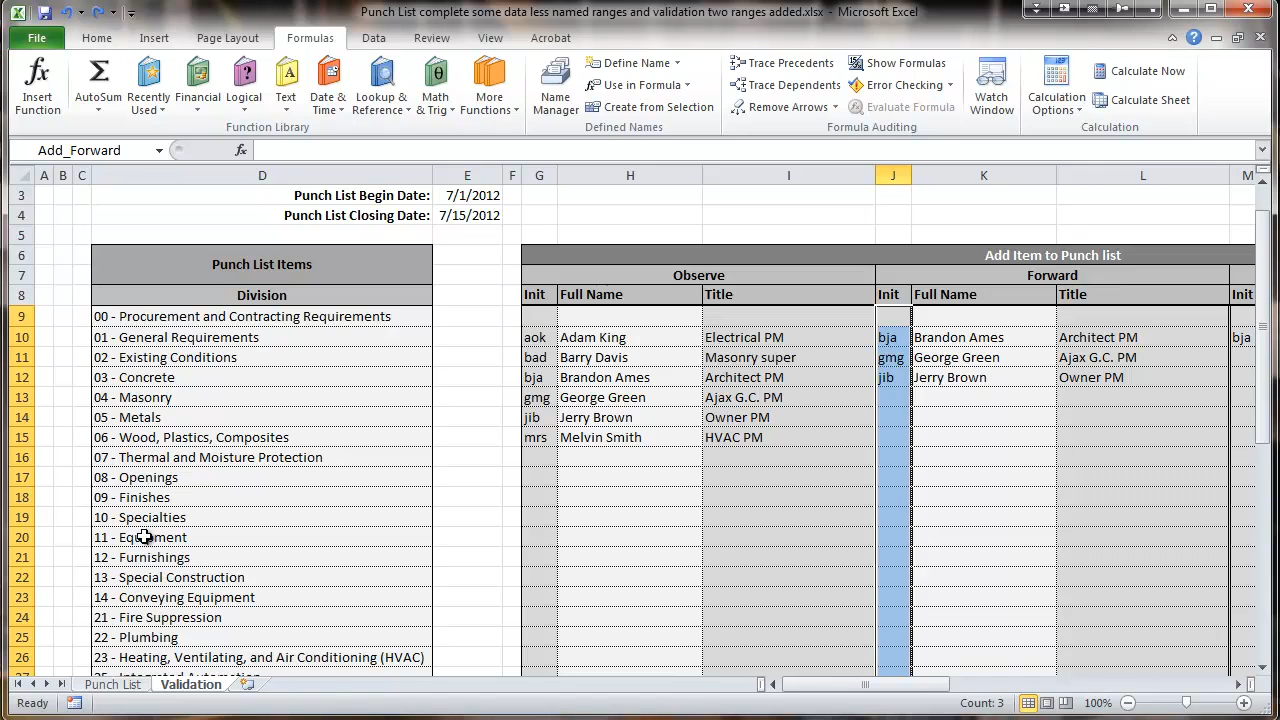 Punch List complete some data less named ranges and validation two ranges added.xlsx - Microsoft Excel
File Home Insert Page Layout Formulas Data Review View Acrobat
Insert Function
AutoSum
Recently Used
Financial
Logical
Text
Date & Time
Lookup & Reference
Math & Trig
More Functions
Function Library
Name Manager
Define Name
Use in Formula
Create from Selection
Defined Names
Trace Precedents
Trace Dependents
Remove Arrows
Show Formulas
Error Checking
Evaluate Formula
Formula Auditing
Watch Window
Calculation Options
Calculate Now
Calculate Sheet
Calculation
Add_Forward fx
A B C D E F G H I J K L M
3 Punch List Begin Date: 7/1/2012
4 Punch List Closing Date: 7/15/2012
5
6 Punch List Items Add Item to Punch list
7 Observe Forward
8 Division Init Full Name Title Init Full Name Title Init
9 00 - Procurement and Contracting Requirements
10 01 - General Requirements aok Adam King Electrical PM bja Brandon Ames Architect PM bja
11 02 - Existing Conditions bad Barry Davis Masonry super gmg George Green Ajax G.C. PM
12 03 - Concrete bja Brandon Ames Architect PM jib Jerry Brown Owner PM
13 04 - Masonry gmg George Green Ajax G.C. PM
14 05 - Metals jib Jerry Brown Owner PM
15 06 - Wood, Plastics, Composites mrs Melvin Smith HVAC PM
16 07 - Thermal and Moisture Protection
17 08 - Openings
18 09 - Finishes
19 10 - Specialties
20 11 - Equipment
21 12 - Furnishings
22 13 - Special Construction
23 14 - Conveying Equipment
24 21 - Fire Suppression
25 22 - Plumbing
26 23 - Heating, Ventilating, and Air Conditioning (HVAC)
Punch List Validation
Ready Count: 3 100%